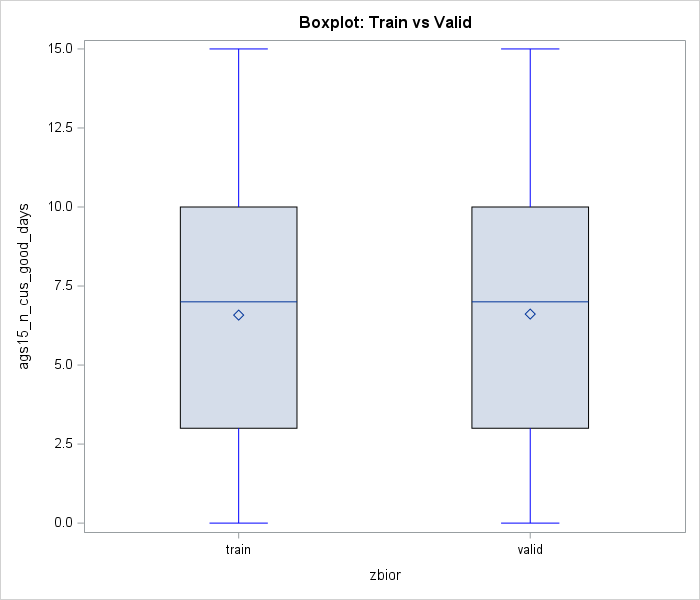 Boxplot: Train vs Valid
15.0
12.5
10.0
7.5
5.0
2.5
0.0
ags15_n_cus_good_days
train
valid
zbior